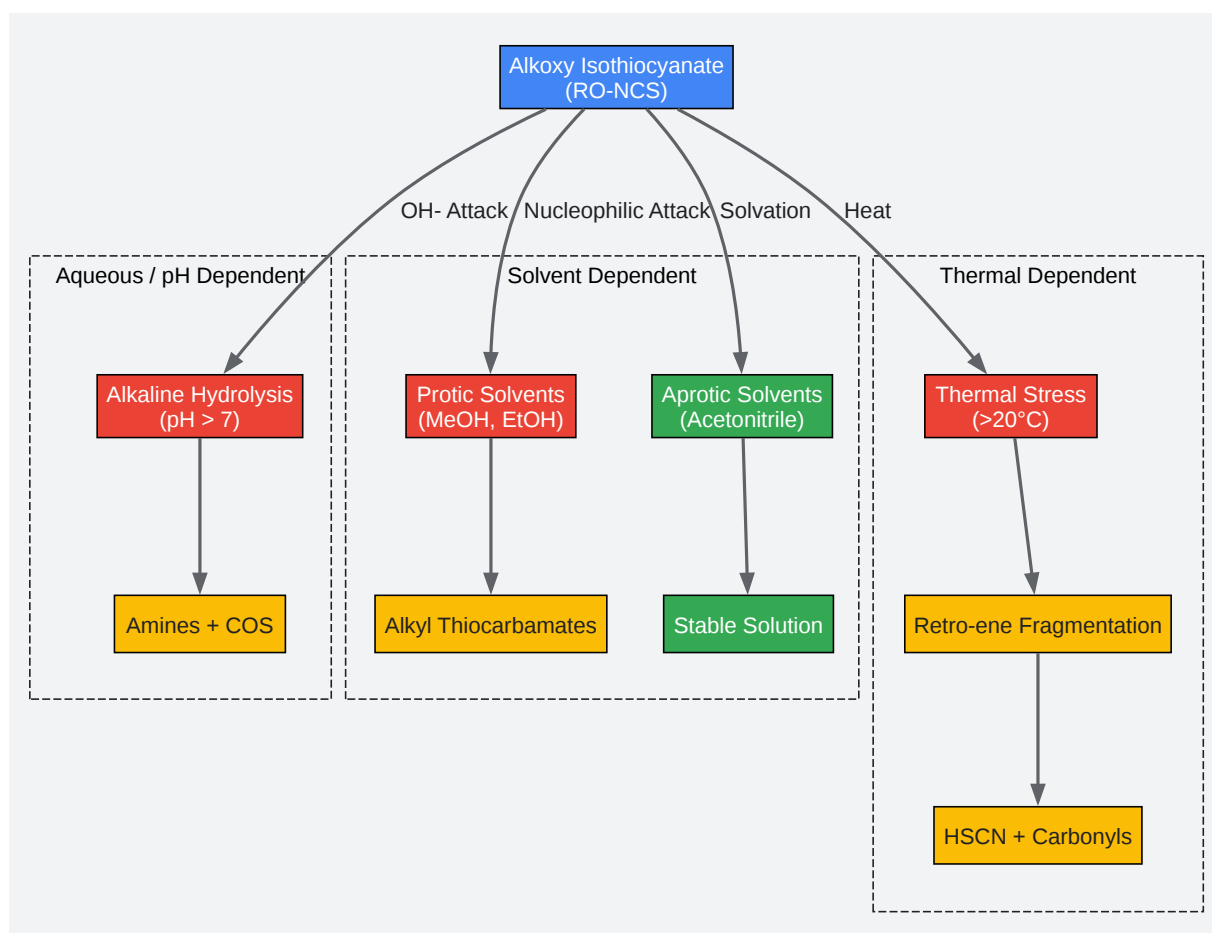 Alkoxy Isothiocyanate
(RO-NCS)
OH- Attack
Nucleophilic Attack
Solvation
Heat
Aqueous / pH Dependent
Solvent Dependent
Thermal Dependent
Alkaline Hydrolysis
(pH > 7)
Protic Solvents
(MeOH, EtOH)
Aprotic Solvents
(Acetonitrile)
Thermal Stress
(>20°C)
Amines + COS
Alkyl Thiocarbamates
Stable Solution
Retro-ene Fragmentation
HSCN + Carbonyls